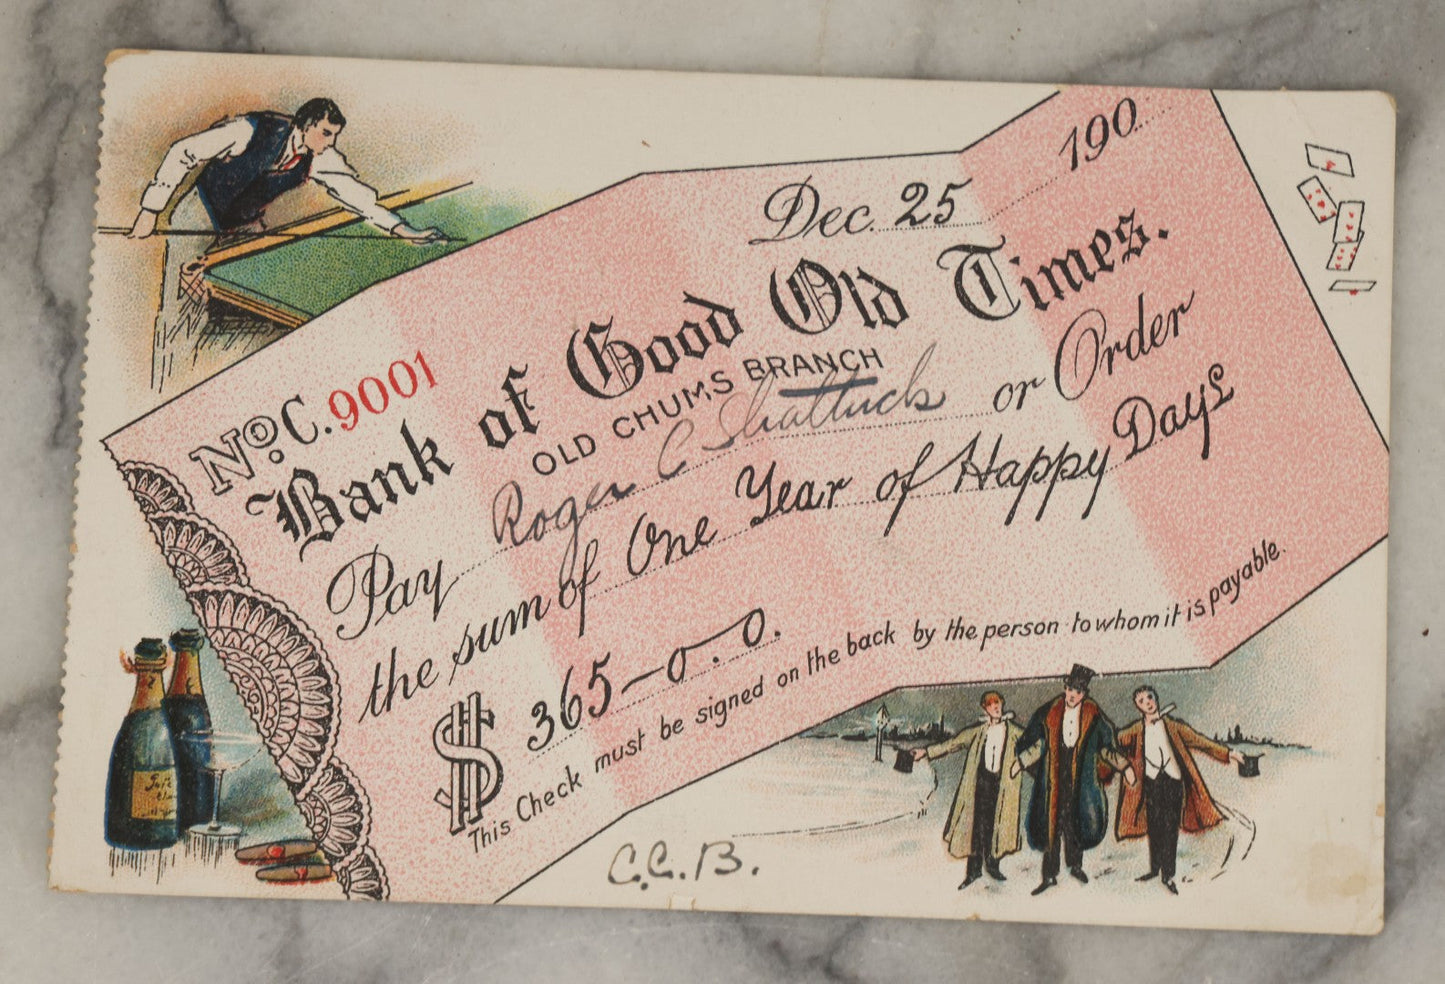 Dec. 25 190
No C. 9001
Bank of Good Old Times.
OLD CHUMS BRANCH
Pay Roger C Shattuck or Order
the sum of One Year of Happy Days
$ 365-0.0.
This Check must be signed on the back by the person to whom it is payable.
C.C.B.